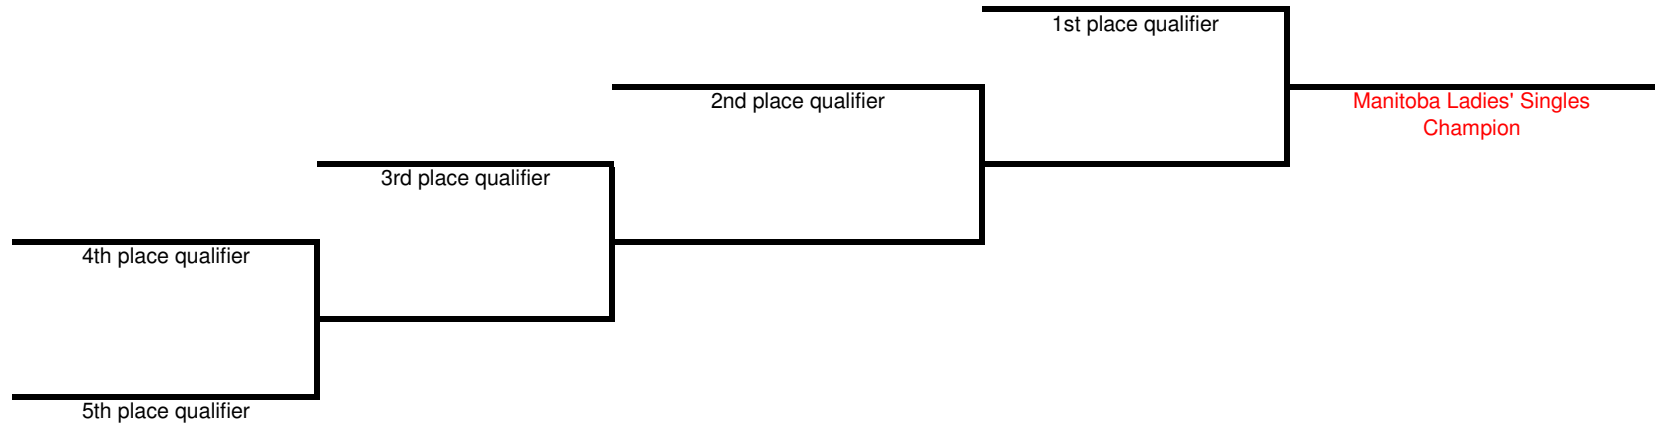 1st place qualifier
2nd place qualifier
Manitoba Ladies' Singles
Champion
3rd place qualifier
4th place qualifier
5th place qualifier